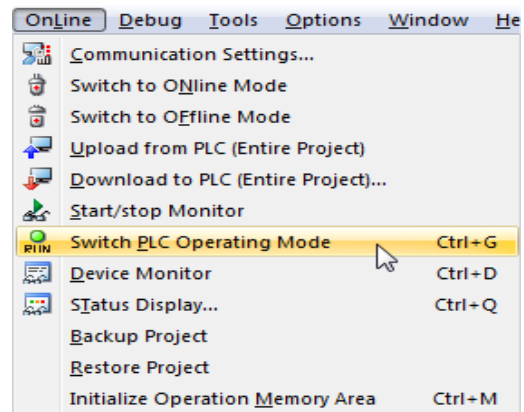 OnLine Debug Tools Options Window He
Communication Settings...
Switch to ONline Mode
Switch to OFfline Mode
Upload from PLC (Entire Project)
Download to PLC (Entire Project)...
Start/stop Monitor
RUN Switch PLC Operating Mode Ctrl+G
Device Monitor Ctrl+D
STatus Display... Ctrl+Q
Backup Project
Restore Project
Initialize Operation Memory Area Ctrl+M